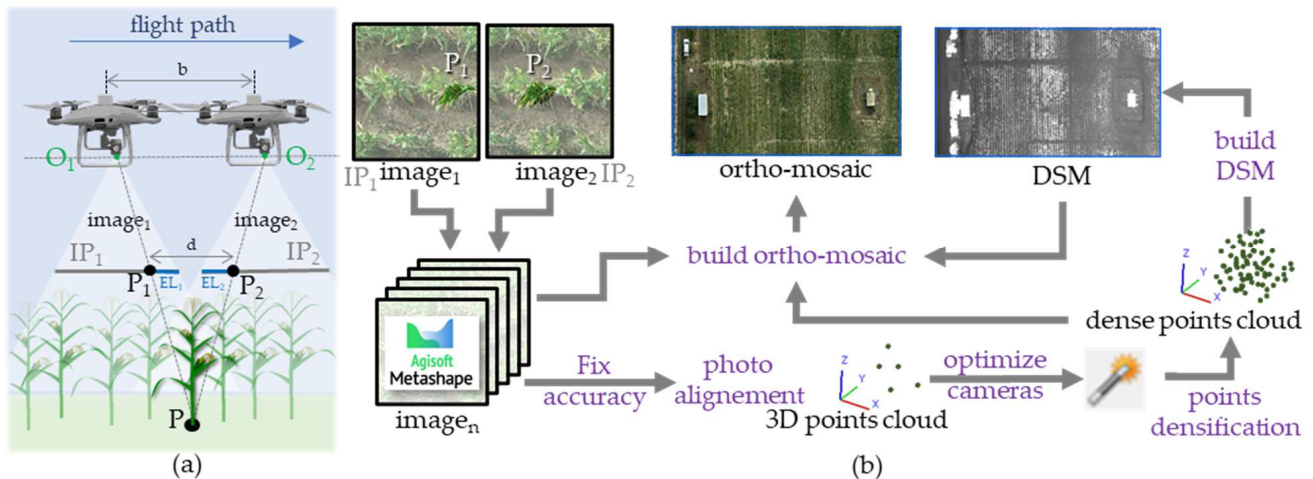 flight path
b
O1
O2
image1
image2
d
IP1
IP2
P1
EL1
EL2
P2
P
(a)
P1
P2
IP1 image1
image2 IP2
ortho-mosaic
DSM
build
DSM
build ortho-mosaic
Agisoft
Metashape
imagen
Fix
accuracy
photo
alignement
Z
Y
X
3D points cloud
optimize
cameras
Z
Y
X
dense points cloud
points
densification
(b)